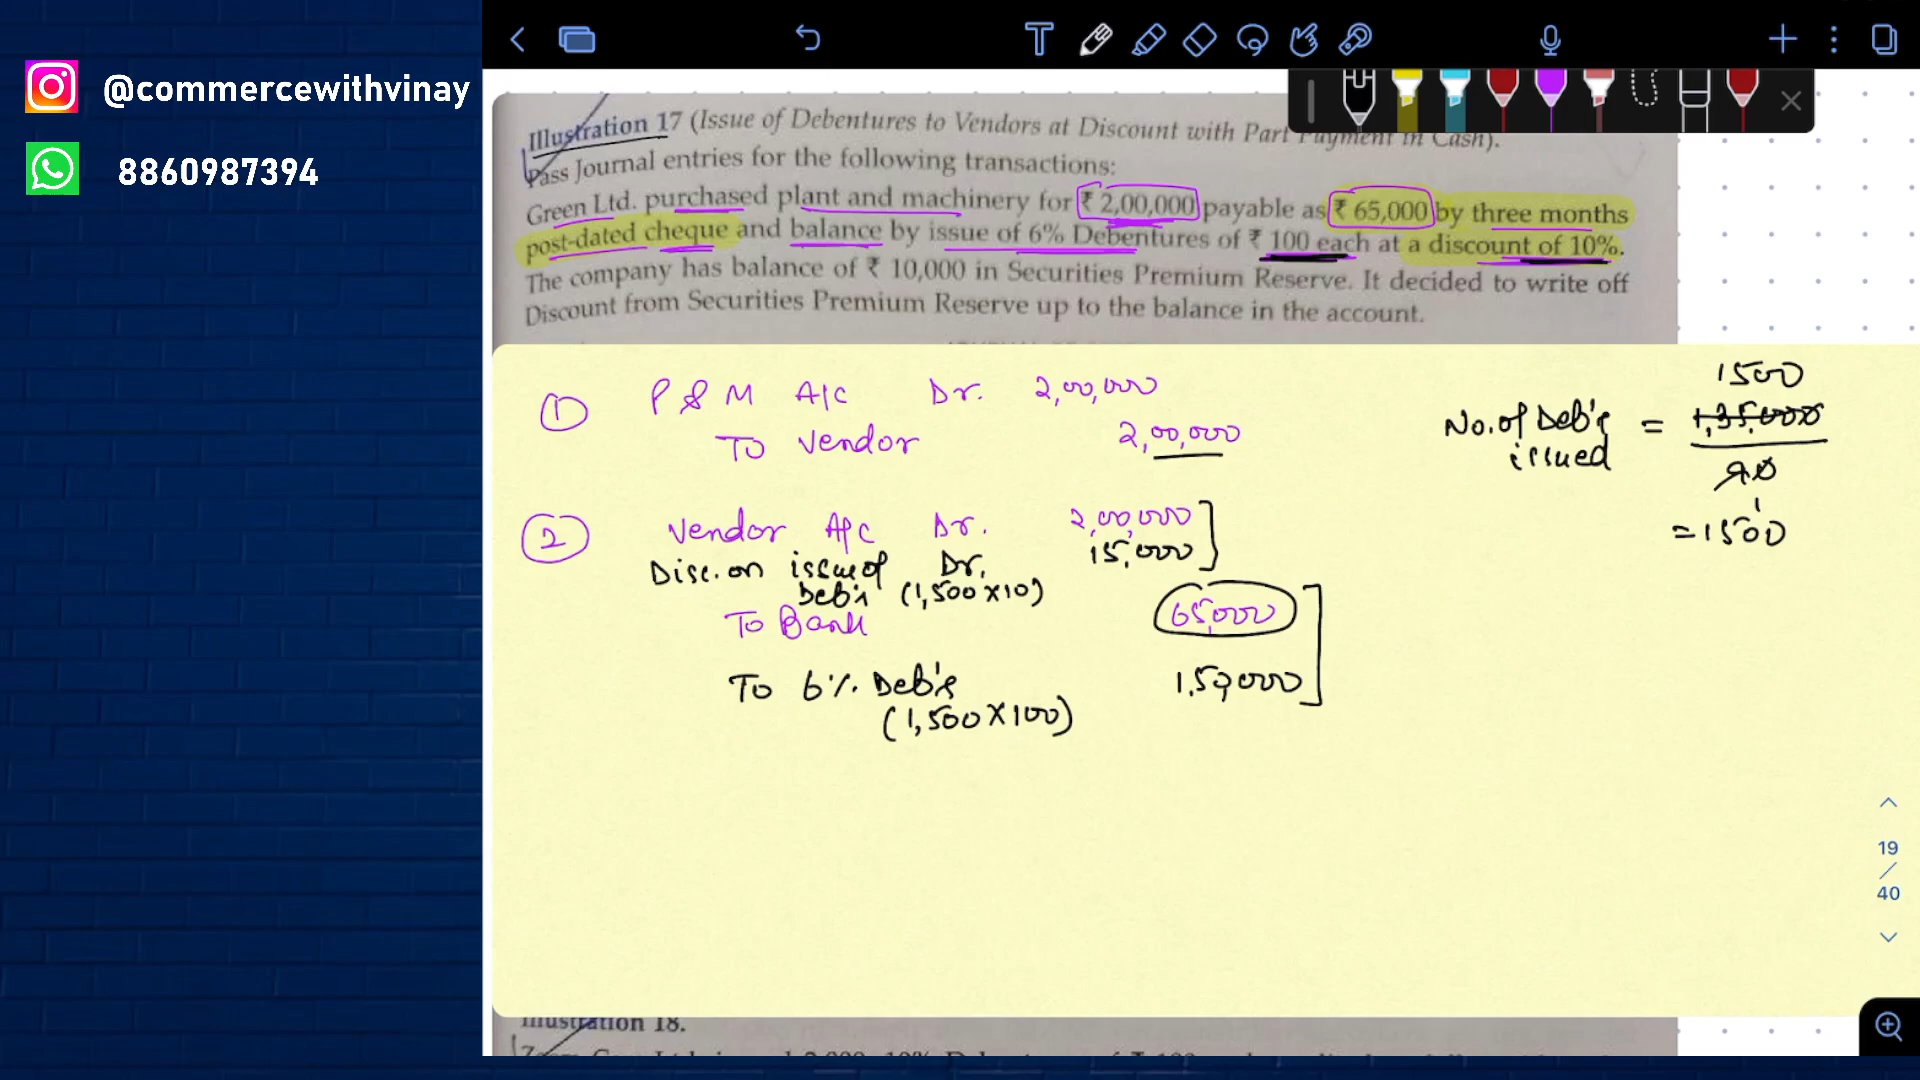 @commercewithvinay
8860987394
Illustration 17 (Issue of Debentures to Vendors at Discount with Part Payment in Cash).
Pass Journal entries for the following transactions:
Green Ltd. purchased plant and machinery for ₹ 2,00,000 payable as ₹ 65,000 by three months
post-dated cheque and balance by issue of 6% Debentures of ₹ 100 each at a discount of 10%.
The company has balance of ₹ 10,000 in Securities Premium Reserve. It decided to write off
Discount from Securities Premium Reserve up to the balance in the account.
1 P & M A/c Dr. 2,00,000
To Vendor 2,00,000
2 Vendor A/c Dr. 2,00,000
Disc. on issue of Dr. 15,000
Deb's (1,500×10)
To Bank 65,000
To 6% Deb's 1,50,000
(1,500×100)
1500
No. of Deb's = 1,35,000
issued 90
1
= 1500
19
/
40
Illustration 18.